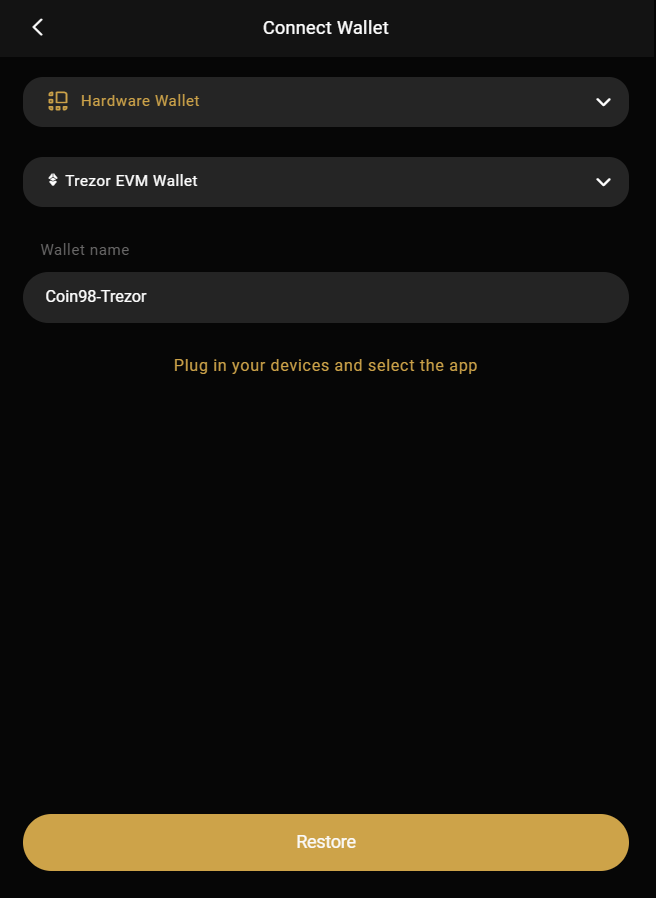 Connect Wallet
Hardware Wallet
Trezor EVM Wallet
Wallet name
Coin98-Trezor
Plug in your devices and select the app
Restore